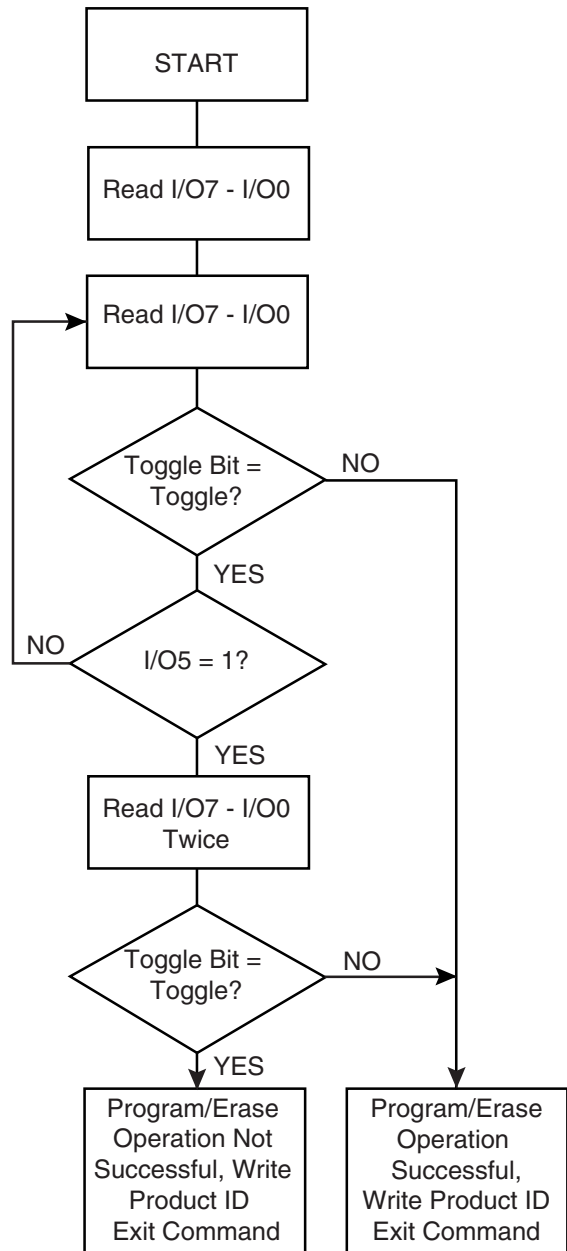 START
Read I/O7 - I/O0
Read I/O7 - I/O0
Toggle Bit =
Toggle?
NO
YES
NO
I/O5 = 1?
YES
Read I/O7 - I/O0
Twice
Toggle Bit =
Toggle?
NO
YES
Program/Erase
Operation Not
Successful, Write
Product ID
Exit Command
Program/Erase
Operation
Successful,
Write Product ID
Exit Command